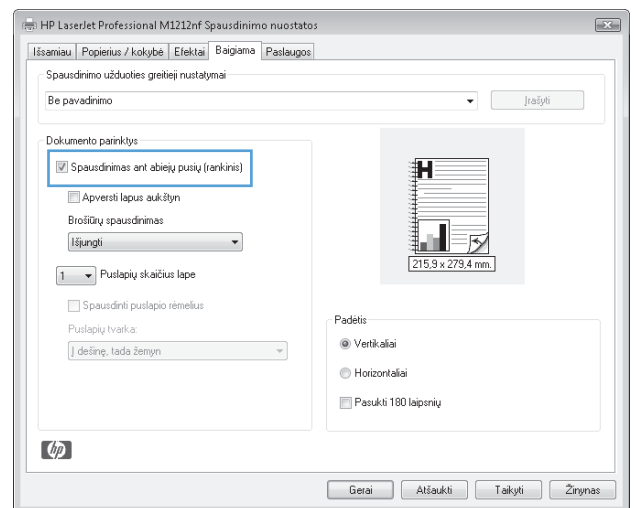 HP LaserJet Professional M1212nf Spausdinimo nuostatos
Išsamiau Popierius / kokybė Efektai Baigiama Paslaugos
Spausdinimo užduoties greitieji nustatymai
Be pavadinimo Įrašyti
Dokumento parinktys
Spausdinimas ant abiejų pusių (rankinis)
Apversti lapus aukštyn
Brošiūrų spausdinimas
Išjungti
1 Puslapių skaičius lape
Spausdinti puslapio rėmelius
Puslapių tvarka:
Į dešinę, tada žemyn
H
215,9 x 279,4 mm.
Padėtis
Vertikaliai
Horizontaliai
Pasukti 180 laipsnių
hp
Gerai Atšaukti Taikyti Žinynas